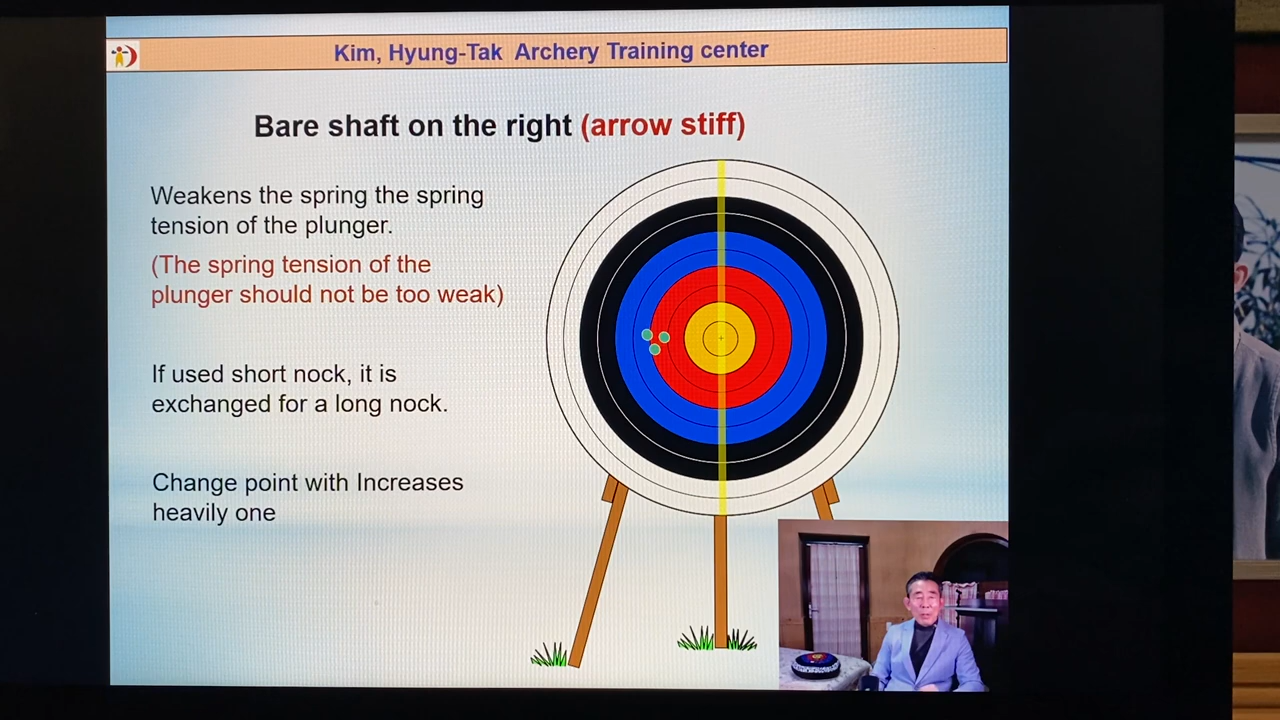 Kim, Hyung-Tak Archery Training center
Bare shaft on the right (arrow stiff)
Weakens the spring the spring
tension of the plunger.
(The spring tension of the
plunger should not be too weak)
If used short nock, it is
exchanged for a long nock.
Change point with Increases
heavily one